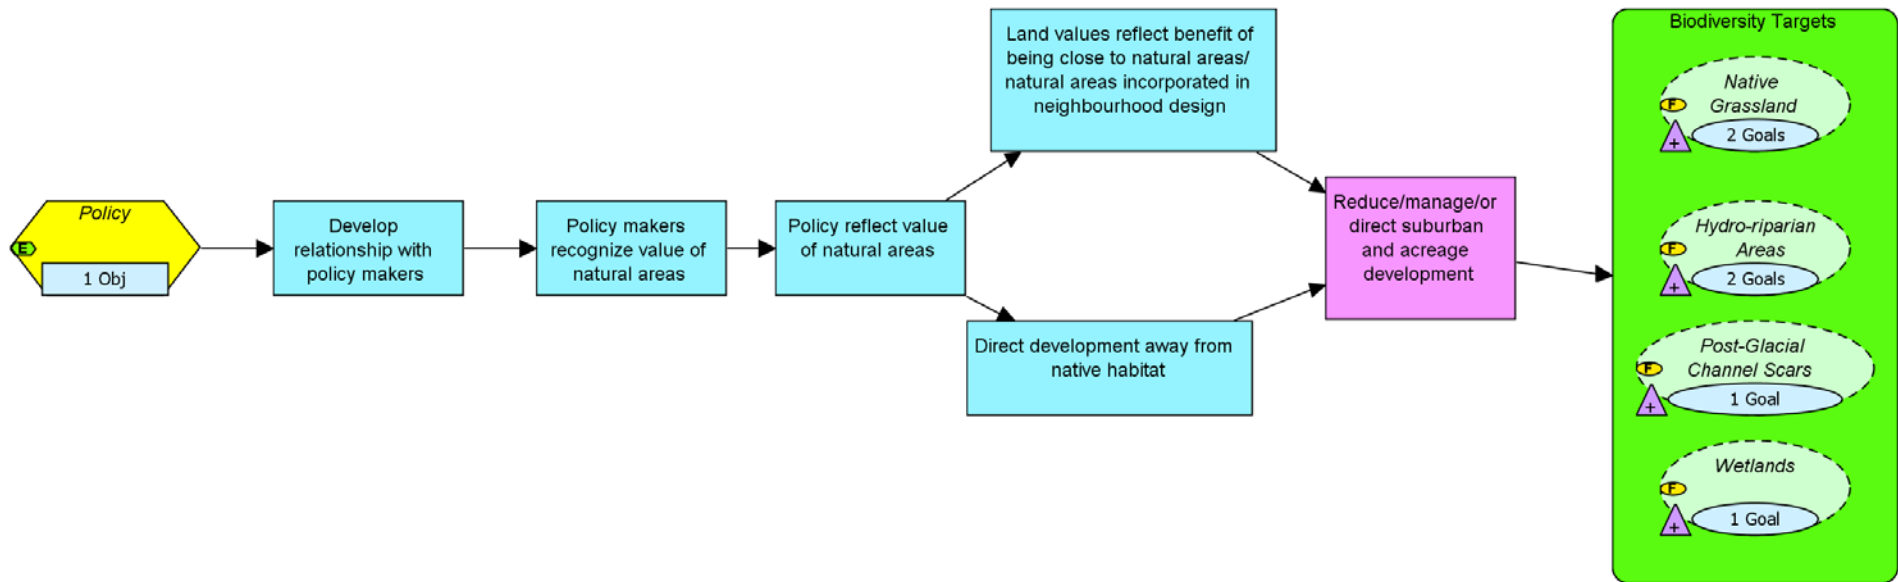 Policy
E
1 Obj
Develop
relationship with
policy makers
Policy makers
recognize value of
natural areas
Policy reflect value
of natural areas
Land values reflect benefit of
being close to natural areas/
natural areas incorporated in
neighbourhood design
Direct development away from
native habitat
Reduce/manage/or
direct suburban
and acreage
development
Biodiversity Targets
Native
Grassland
F
+
2 Goals
Hydro-riparian
Areas
F
+
2 Goals
Post-Glacial
Channel Scars
F
+
1 Goal
Wetlands
F
+
1 Goal